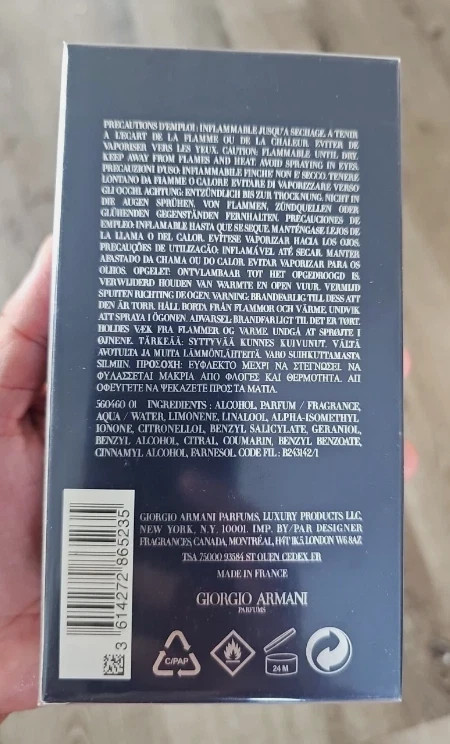 PRECAUTIONS D'EMPLOI : INFLAMMABLE JUSQU'A SECHAGE. A TENIR
A L'ECART DE LA FLAMME OU DE LA CHALEUR. EVITER DE
VAPORISER VERS LES YEUX. CAUTION: FLAMMABLE UNTIL DRY.
KEEP AWAY FROM FLAMES AND HEAT. AVOID SPRAYING IN EYES.
PRECAUZIONI D'USO: INFIAMMABILE FINCHE' NON E' SECCO. TENERE
LONTANO DA FIAMME O CALORE EVITARE DI VAPORIZZARE VERSO
GLI OCCHI. ACHTUNG: ENTZÜNDLICH BIS ZUR TROCKNUNG. NICHT IN
DIE AUGEN SPRÜHEN, VON FLAMMEN, ZÜNDQUELLEN ODER
GLÜHENDEN GEGENSTÄNDEN FEINHALTEN. PRÉCAUCIONES DE
EMPLEO: INFLAMABLE HASTA QUE SE SEQUE. MANTÉNGASE LEJOS DE
LA LLAMA O DEL CALOR. EVÍTESE VAPORIZAR HACIA LOS OJOS.
PRECAUÇÕES DE UTILIZAÇÃO: INFLAMÁVEL ATÉ SECAR. MANTER
AFASTADO DA CHAMA OU DO CALOR. EVITAR VAPORIZAR PARA OS
OLHOS. OPGELET: ONTVLAMBAAR TOT HET OPGEDROOGD IS.
VERWIJDERD HOUDEN VAN WARMTE EN OPEN VUUR. VERMIJD
SPUITEN RICHTING DE OGEN. VARNING: BRANDFARLIG TILL DESS ATT
DEN ÄR TORR. HÅLL BORTA FRÅN FLAMMOR OCH VÄRME. UNDVIK
ATT SPRAYA I ÖGONEN. ADVARSEL: BRANDFARLIGT TIL DET ER TØRT.
HOLDES VÆK FRA FLAMMER OG VARME. UNDGÅ AT SPRØJTE I
ØJNENE. TÄRKEÄÄ: SYTTYVÄÄ KUNNES KUIVUNUT. VÄLTÄ
AVOTULTA JA MUITA LÄMMÖNLÄHTEITÄ. VARO SUIHKUTTAMASTA
SILMIIN. ΠΡΟΣΟΧΗ: ΕΥΦΛΕΚΤΟ ΜΕΧΡΙ ΝΑ ΣΤΕΓΝΩΣΕΙ ΝΑ
ΦΥΛΑΣΣΕΤΑΙ ΜΑΚΡΙΑ ΑΠΟ ΦΛΟΓΕΣ ΚΑΙ ΘΕΡΜΟΤΗΤΑ. ΑΠ
ΟΦΕΥΓΕΤΕ ΝΑ ΨΕΚΑΖΕΤΕ ΠΡΟΣ ΤΑ ΜΑΤΙΑ.
560460 01 INGREDIENTS : ALCOHOL, PARFUM / FRAGRANCE,
AQUA / WATER, LIMONENE, LINALOOL, ALPHA-ISOMETHYL
IONONE, CITRONELLOL, BENZYL SALICYLATE, GERANIOL,
BENZYL ALCOHOL, CITRAL, COUMARIN, BENZYL BENZOATE,
CINNAMYL ALCOHOL, FARNESOL. CODE FIL : B243142/1
GIORGIO ARMANI PARFUMS, LUXURY PRODUCTS LLC,
NEW YORK, N.Y. 10001. IMP. BY/PAR DESIGNER
FRAGRANCES, CANADA, MONTRÉAL, H4T 1K5. LONDON W6 8AZ
TSA 75000 93584 ST OUEN CEDEX. FR
MADE IN FRANCE
GIORGIO ARMANI
PARFUMS
3 614272 865235
C/PAP
24 M